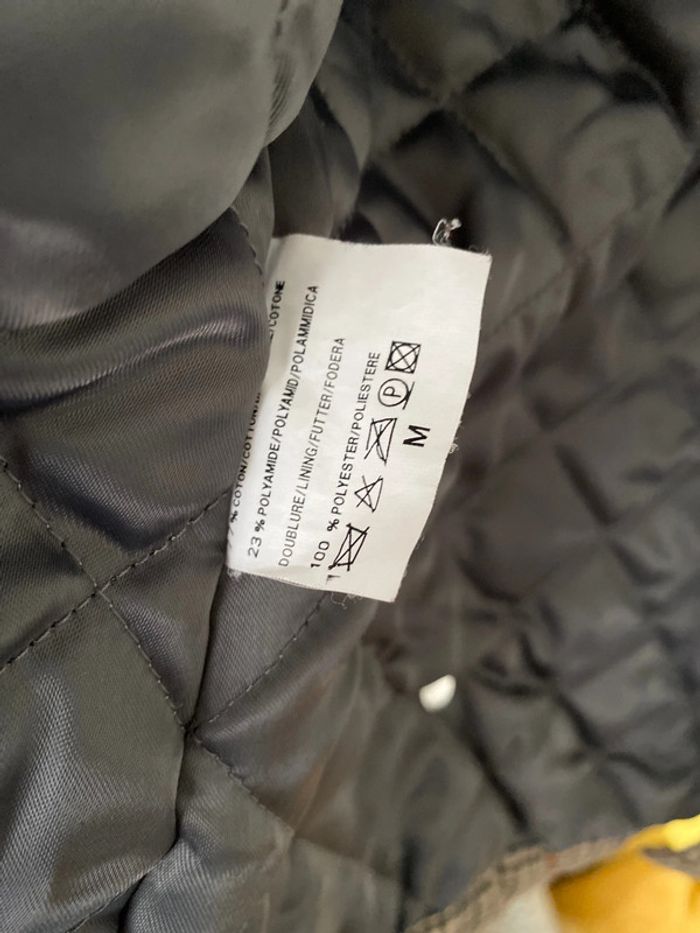 % COTON/COTTON/ /COTONE
23 % POLYAMIDE/POLYAMID/POLAMMIDICA
DOUBLURE/LINING/FUTTER/FODERA
100 % POLYESTER/POLIESTERE
P
M